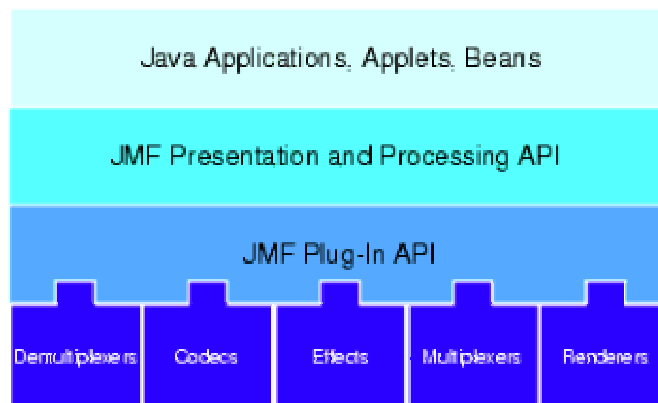 Java Applications, Applets, Beans
JMF Presentation and Processing API
JMF Plug-In API
Demultiplexers
Codecs
Effects
Multiplexers
Renderers